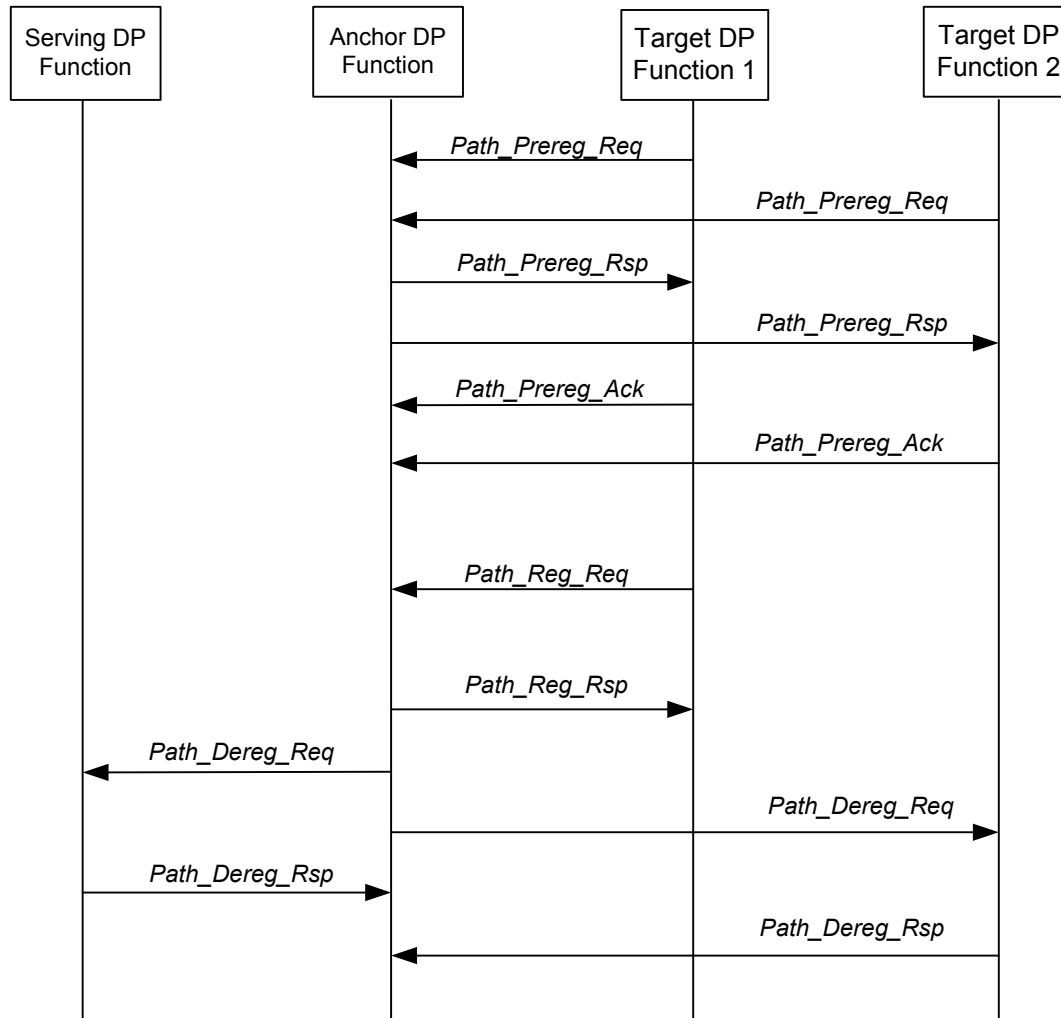 Serving DP
Function
Anchor DP
Function
Target DP
Function 1
Target DP
Function 2
Path_Prereg_Req
Path_Prereg_Req
Path_Prereg_Rsp
Path_Prereg_Rsp
Path_Prereg_Ack
Path_Prereg_Ack
Path_Reg_Req
Path_Reg_Rsp
Path_Dereg_Req
Path_Dereg_Req
Path_Dereg_Rsp
Path_Dereg_Rsp